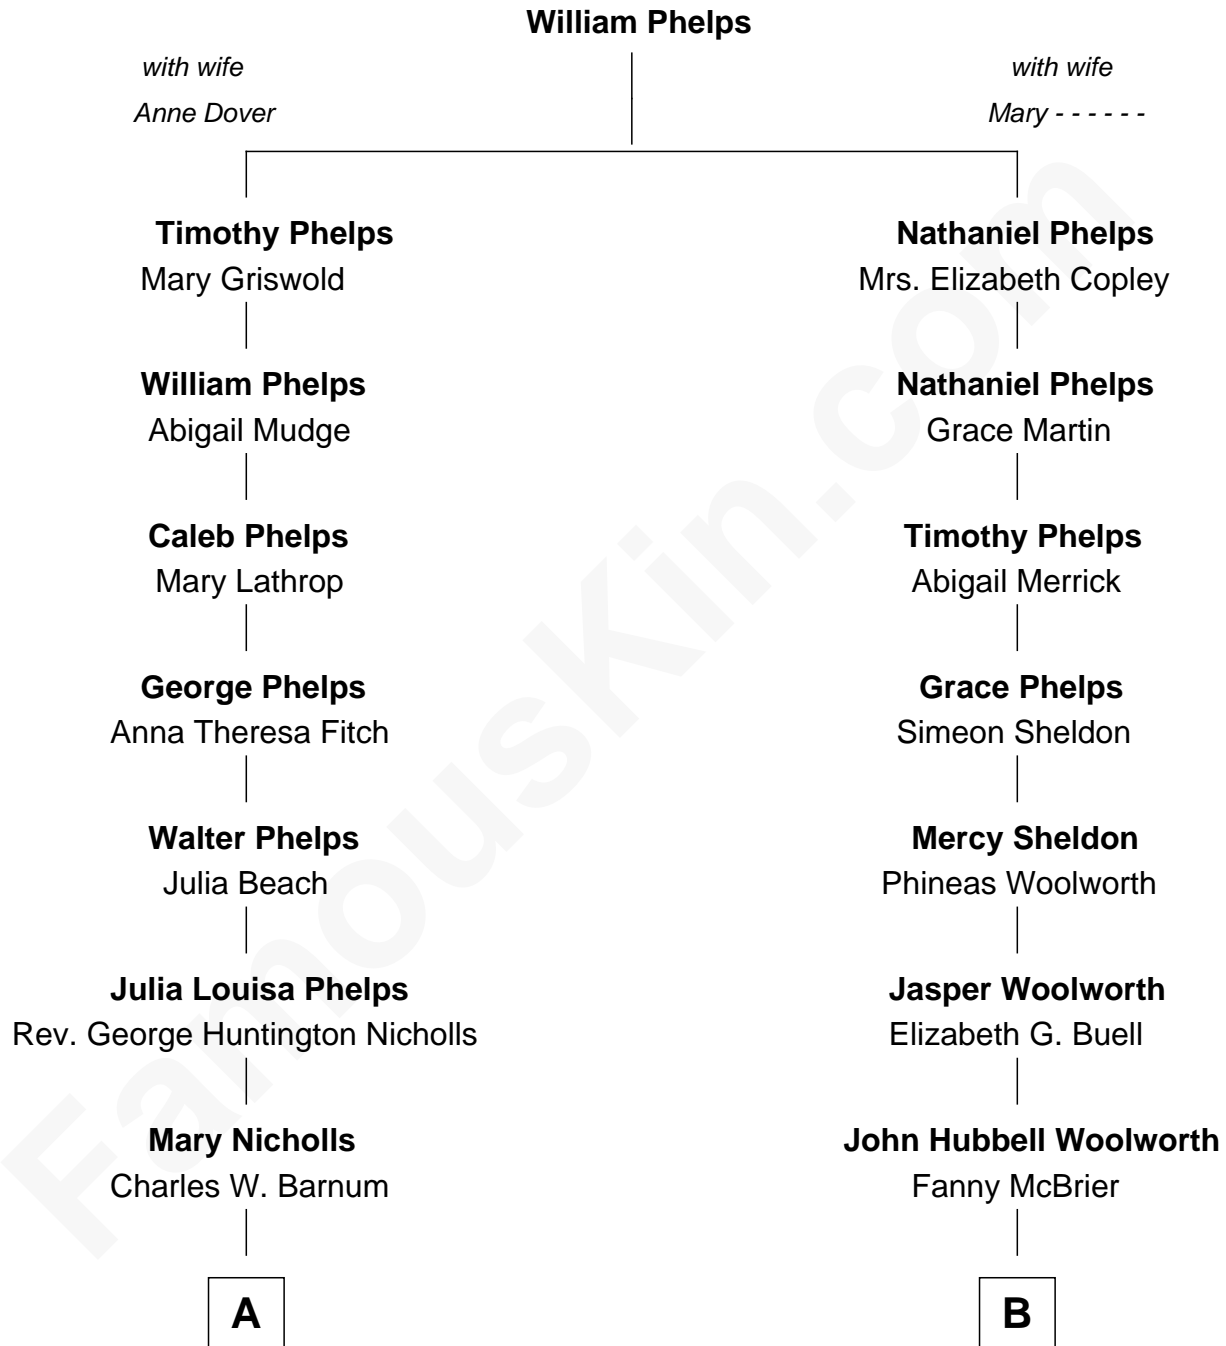 William Phelps
with wife
Anne Dover
with wife
Mary - - - - - -
Timothy Phelps
Mary Griswold
William Phelps
Abigail Mudge
Caleb Phelps
Mary Lathrop
George Phelps
Anna Theresa Fitch
Walter Phelps
Julia Beach
Julia Louisa Phelps
Rev. George Huntington Nicholls
Mary Nicholls
Charles W. Barnum
A
Nathaniel Phelps
Mrs. Elizabeth Copley
Nathaniel Phelps
Grace Martin
Timothy Phelps
Abigail Merrick
Grace Phelps
Simeon Sheldon
Mercy Sheldon
Phineas Woolworth
Jasper Woolworth
Elizabeth G. Buell
John Hubbell Woolworth
Fanny McBrier
B
FamousKin.com